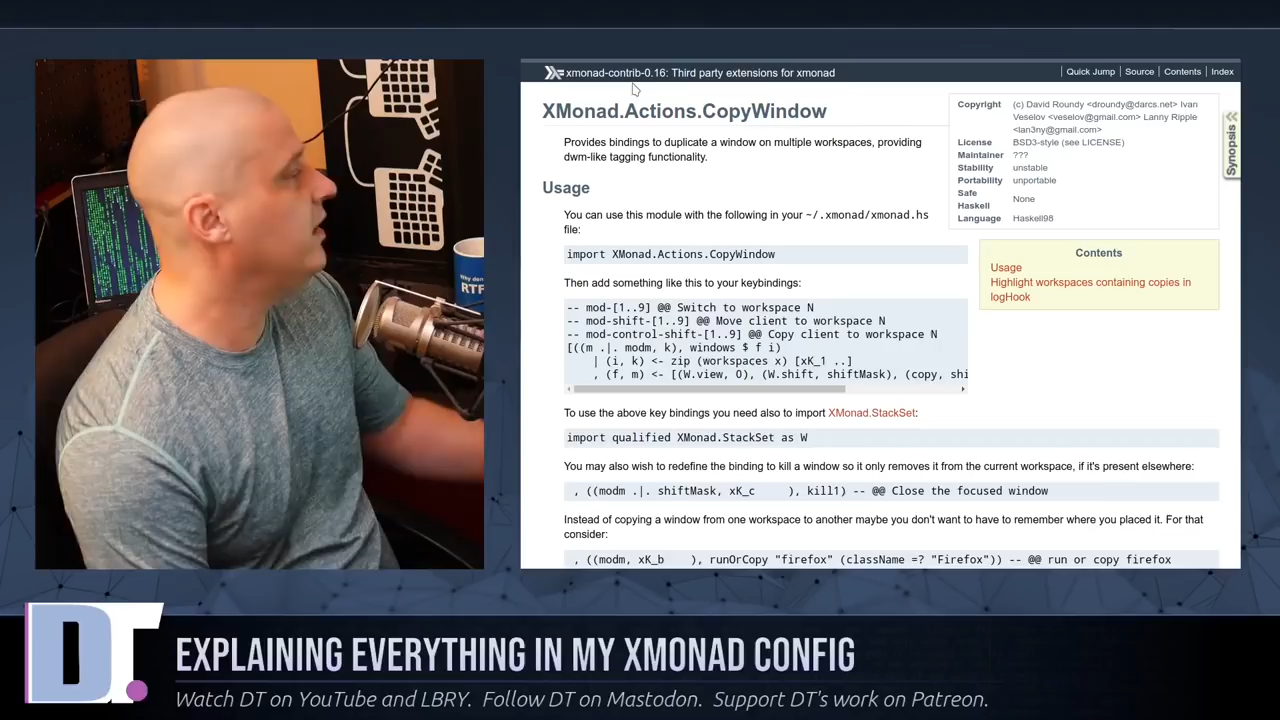 xmonad-contrib-0.16: Third party extensions for xmonad
Quick Jump
Source
Contents
Index
XMonad.Actions.CopyWindow
Copyright (c) David Roundy <droundy@darcs.net> Ivan
Veselov <veselov@gmail.com> Lanny Ripple
<lan3ny@gmail.com>
License BSD3-style (see LICENSE)
Maintainer ???
Stability unstable
Portability unportable
Safe
Haskell None
Language Haskell98
Synopsis
Provides bindings to duplicate a window on multiple workspaces, providing
dwm-like tagging functionality.
Usage
You can use this module with the following in your ~/.xmonad/xmonad.hs
file:
import XMonad.Actions.CopyWindow
Contents
Usage
Highlight workspaces containing copies in
logHook
Then add something like this to your keybindings:
-- mod-[1..9] @@ Switch to workspace N
-- mod-shift-[1..9] @@ Move client to workspace N
-- mod-control-shift-[1..9] @@ Copy client to workspace N
[((m .|. modm, k), windows $ f i)
| (i, k) <- zip (workspaces x) [xK_1 ..]
, (f, m) <- [(W.view, 0), (W.shift, shiftMask), (copy, shi
To use the above key bindings you need also to import XMonad.StackSet:
import qualified XMonad.StackSet as W
You may also wish to redefine the binding to kill a window so it only removes it from the current workspace, if it's present elsewhere:
, ((modm .|. shiftMask, xK_c ), kill1) -- @@ Close the focused window
Instead of copying a window from one workspace to another maybe you don't want to have to remember where you placed it. For that
consider:
, ((modm, xK_b ), runOrCopy "firefox" (className =? "Firefox")) -- @@ run or copy firefox
Why don
RTF
DT.
EXPLAINING EVERYTHING IN MY XMONAD CONFIG
Watch DT on YouTube and LBRY. Follow DT on Mastodon. Support DT's work on Patreon.